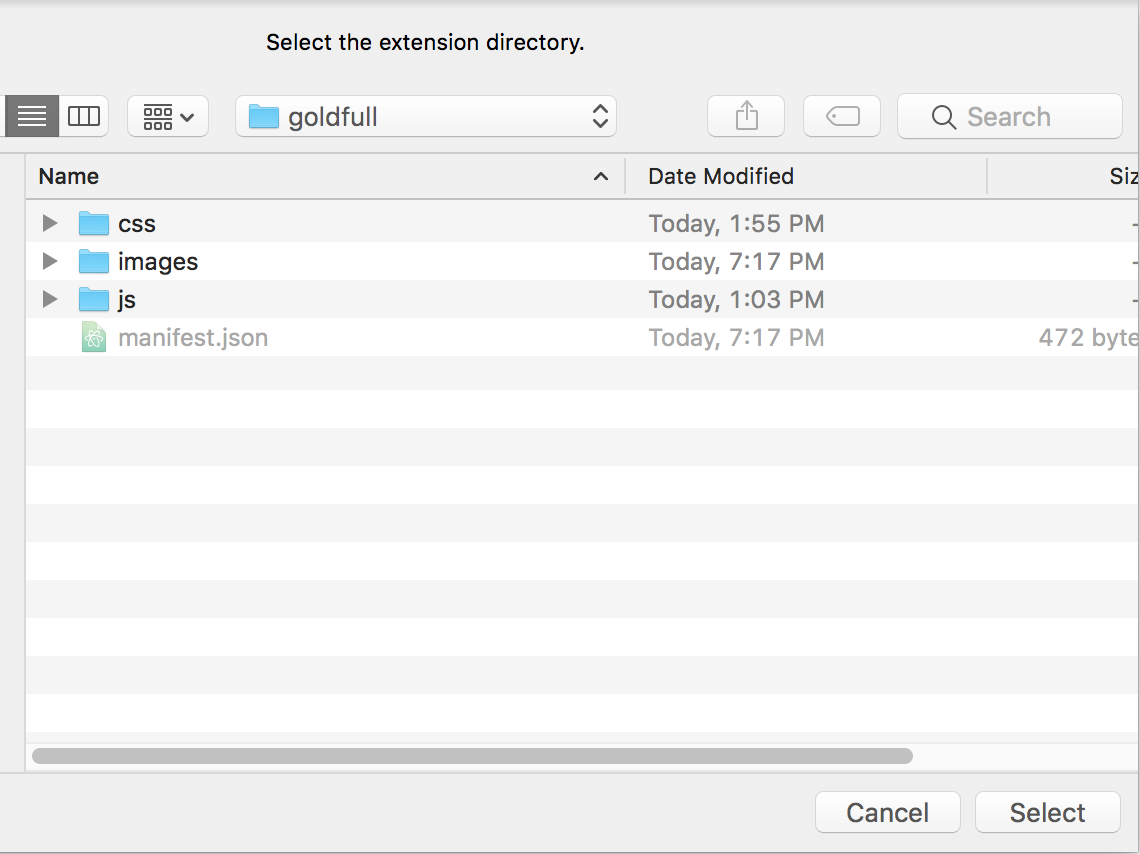 Select the extension directory.
goldfull Search
Name Date Modified Siz
css Today, 1:55 PM -
images Today, 7:17 PM -
js Today, 1:03 PM -
manifest.json Today, 7:17 PM 472 byte
Cancel Select